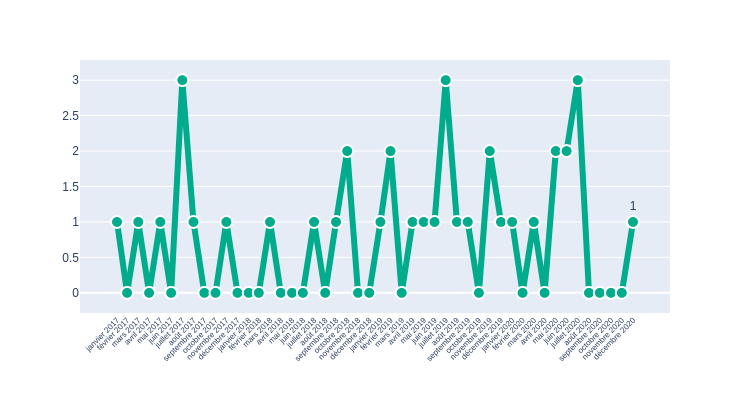 3
2.5
2
1.5
1
0.5
0
1
janvier 2017
février 2017
mars 2017
avril 2017
mai 2017
juin 2017
juillet 2017
août 2017
septembre 2017
octobre 2017
novembre 2017
décembre 2017
janvier 2018
février 2018
mars 2018
avril 2018
mai 2018
juin 2018
juillet 2018
août 2018
septembre 2018
octobre 2018
novembre 2018
décembre 2018
janvier 2019
février 2019
mars 2019
avril 2019
mai 2019
juin 2019
juillet 2019
août 2019
septembre 2019
octobre 2019
novembre 2019
décembre 2019
janvier 2020
février 2020
mars 2020
avril 2020
mai 2020
juin 2020
juillet 2020
août 2020
septembre 2020
octobre 2020
novembre 2020
décembre 2020